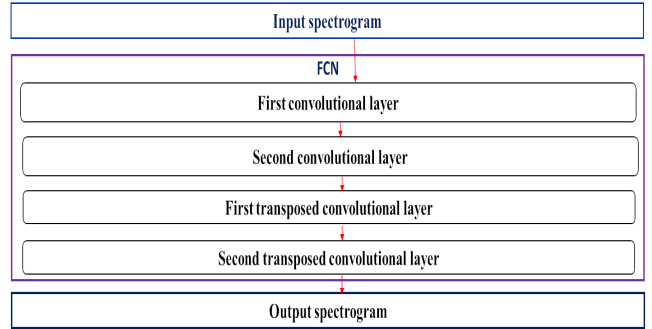 Input spectrogram
FCN
First convolutional layer
Second convolutional layer
First transposed convolutional layer
Second transposed convolutional layer
Output spectrogram